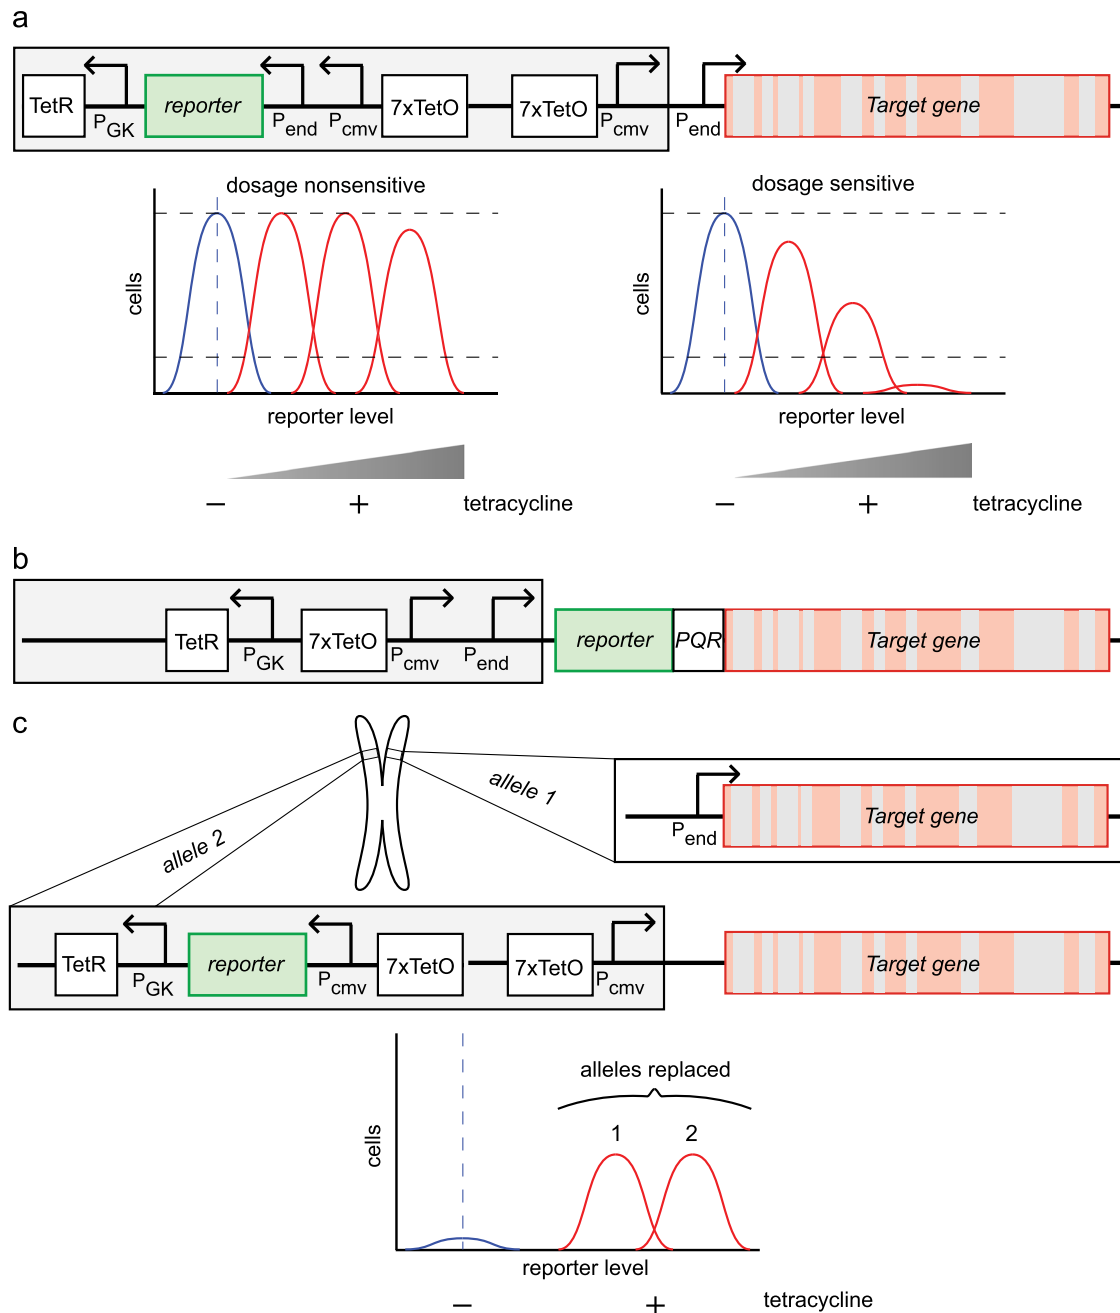 a
TetR
P_GK
reporter
P_end
P_cmv
7xTetO
7xTetO
P_cmv
P_end
Target gene
dosage nonsensitive
cells
reporter level
− + tetracycline
dosage sensitive
cells
reporter level
− + tetracycline
b
TetR
P_GK
7xTetO
P_cmv
P_end
reporter
PQR
Target gene
c
allele 1
P_end
Target gene
allele 2
TetR
P_GK
reporter
P_cmv
7xTetO
7xTetO
P_cmv
Target gene
alleles replaced
1 2
cells
reporter level
− + tetracycline